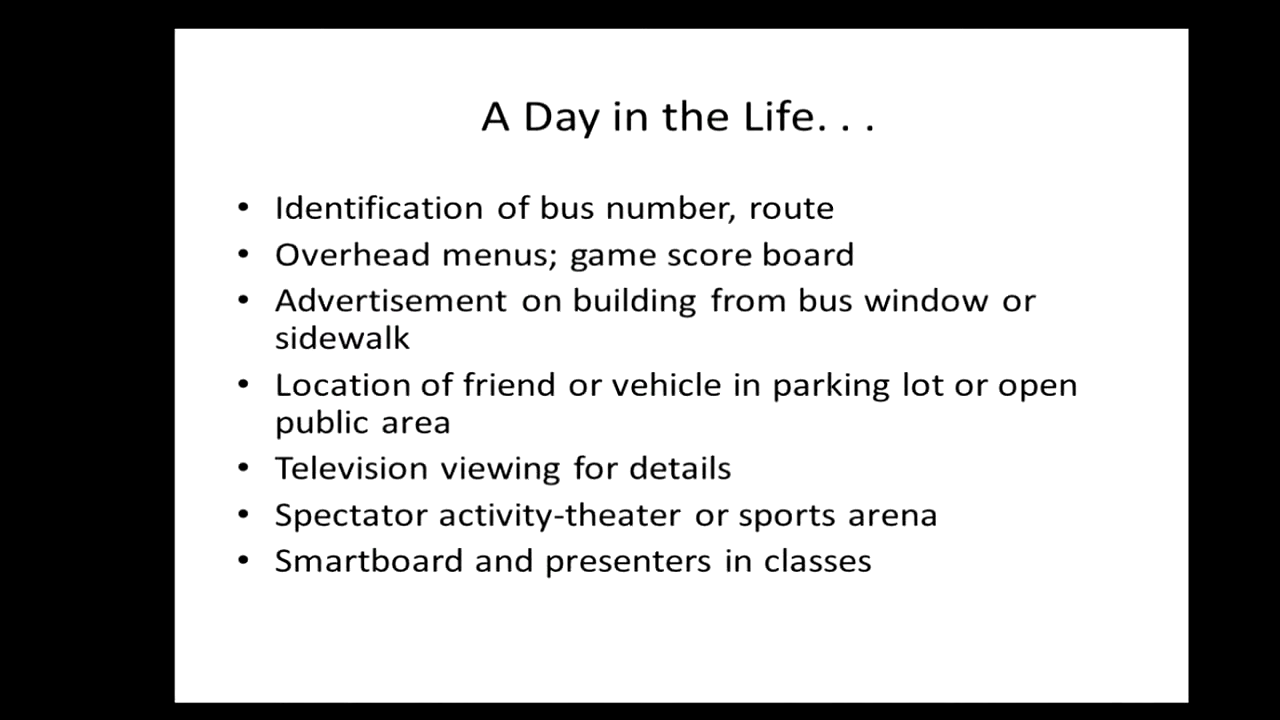 A Day in the Life. . .
• Identification of bus number, route
• Overhead menus; game score board
• Advertisement on building from bus window or
sidewalk
• Location of friend or vehicle in parking lot or open
public area
• Television viewing for details
• Spectator activity-theater or sports arena
• Smartboard and presenters in classes